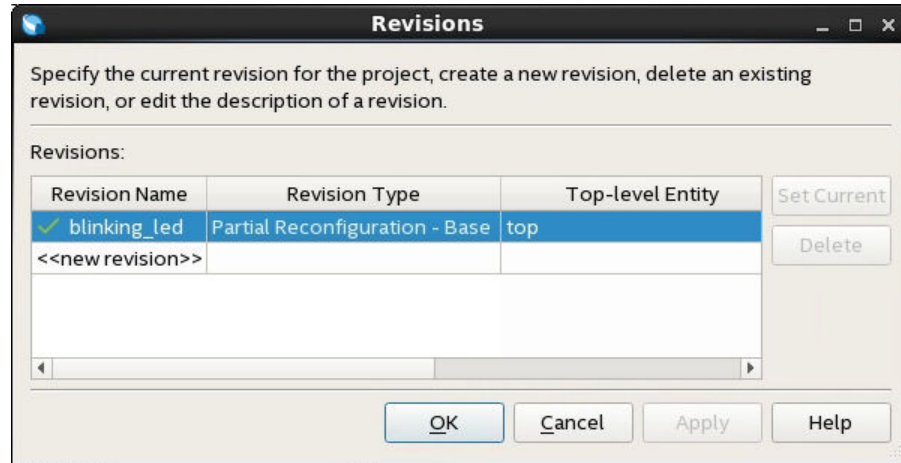 Revisions
Specify the current revision for the project, create a new revision, delete an existing
revision, or edit the description of a revision.
Revisions:
Revision Name Revision Type Top-level Entity Set Current
blinking_led Partial Reconfiguration - Base top
Delete
<<new revision>>
OK Cancel Apply Help